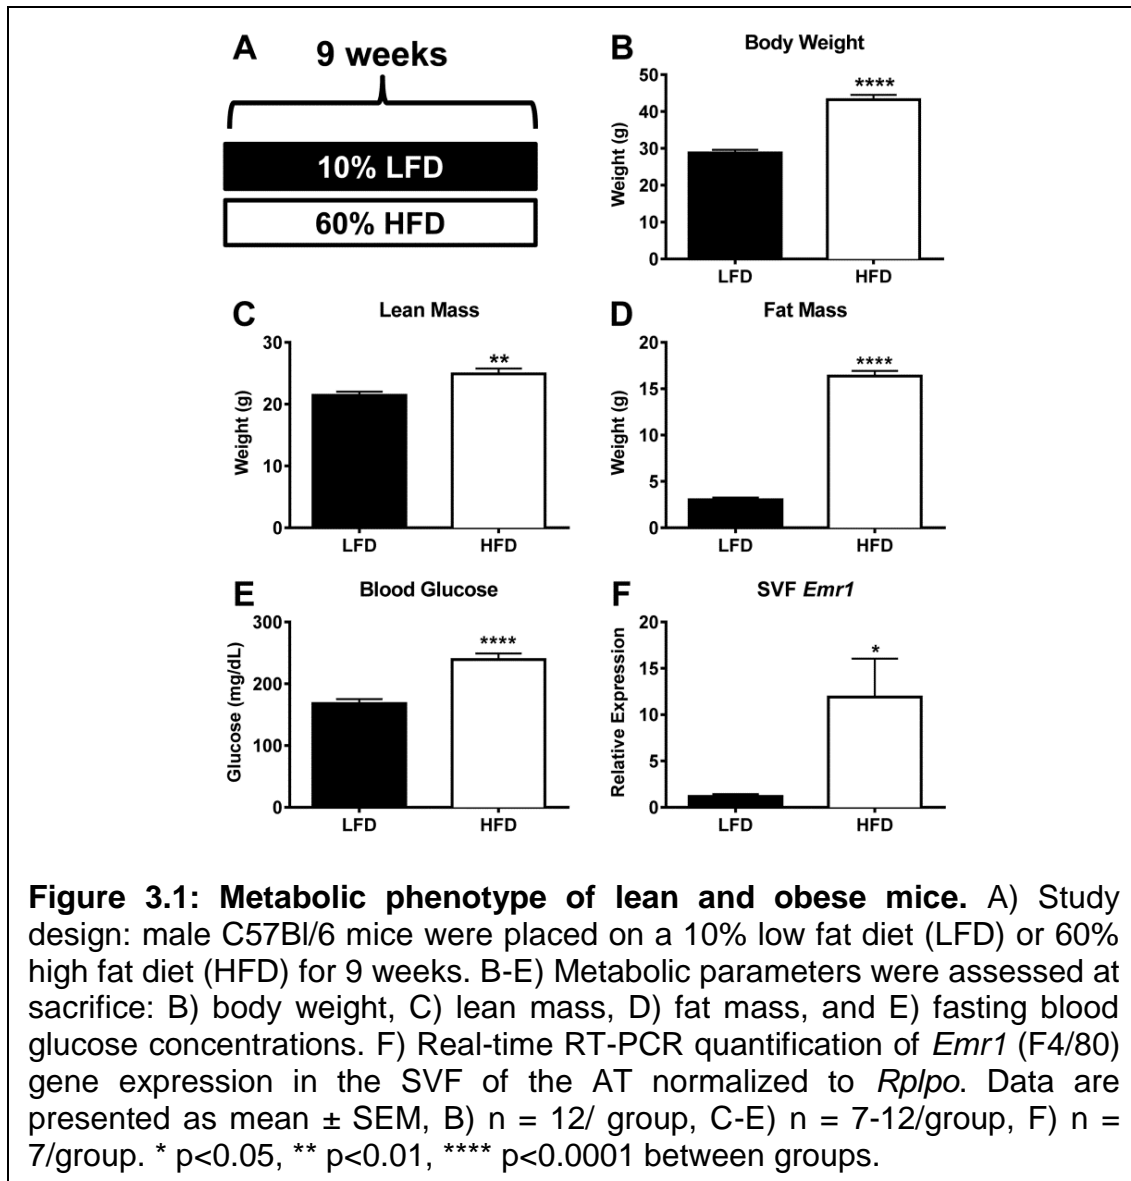 A
9 weeks
10% LFD
60% HFD
B
Body Weight
Weight (g)
50
40
30
20
10
0
****
LFD
HFD
C
Lean Mass
Weight (g)
30
20
10
0
**
LFD
HFD
D
Fat Mass
Weight (g)
20
15
10
5
0
****
LFD
HFD
E
Blood Glucose
Glucose (mg/dL)
300
200
100
0
****
LFD
HFD
F
SVF Emr1
Relative Expression
20
15
10
5
0
*
LFD
HFD
Figure 3.1: Metabolic phenotype of lean and obese mice. A) Study
design: male C57Bl/6 mice were placed on a 10% low fat diet (LFD) or 60%
high fat diet (HFD) for 9 weeks. B-E) Metabolic parameters were assessed at
sacrifice: B) body weight, C) lean mass, D) fat mass, and E) fasting blood
glucose concentrations. F) Real-time RT-PCR quantification of Emr1 (F4/80)
gene expression in the SVF of the AT normalized to Rplpo. Data are
presented as mean ± SEM, B) n = 12/ group, C-E) n = 7-12/group, F) n =
7/group. * p<0.05, ** p<0.01, **** p<0.0001 between groups.